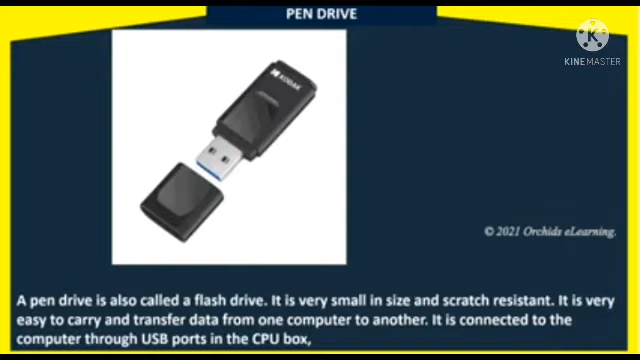 PEN DRIVE
K
KINEMASTER
KODAK
© 2021 Orchids eLearning.
A pen drive is also called a flash drive. It is very small in size and scratch resistant. It is very
easy to carry and transfer data from one computer to another. It is connected to the
computer through USB ports in the CPU box,